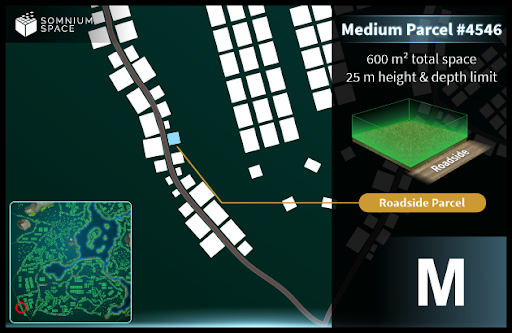 SOMNIUM
SPACE
Medium Parcel #4546
600 m² total space
25 m height & depth limit
Roadside
Roadside Parcel
M